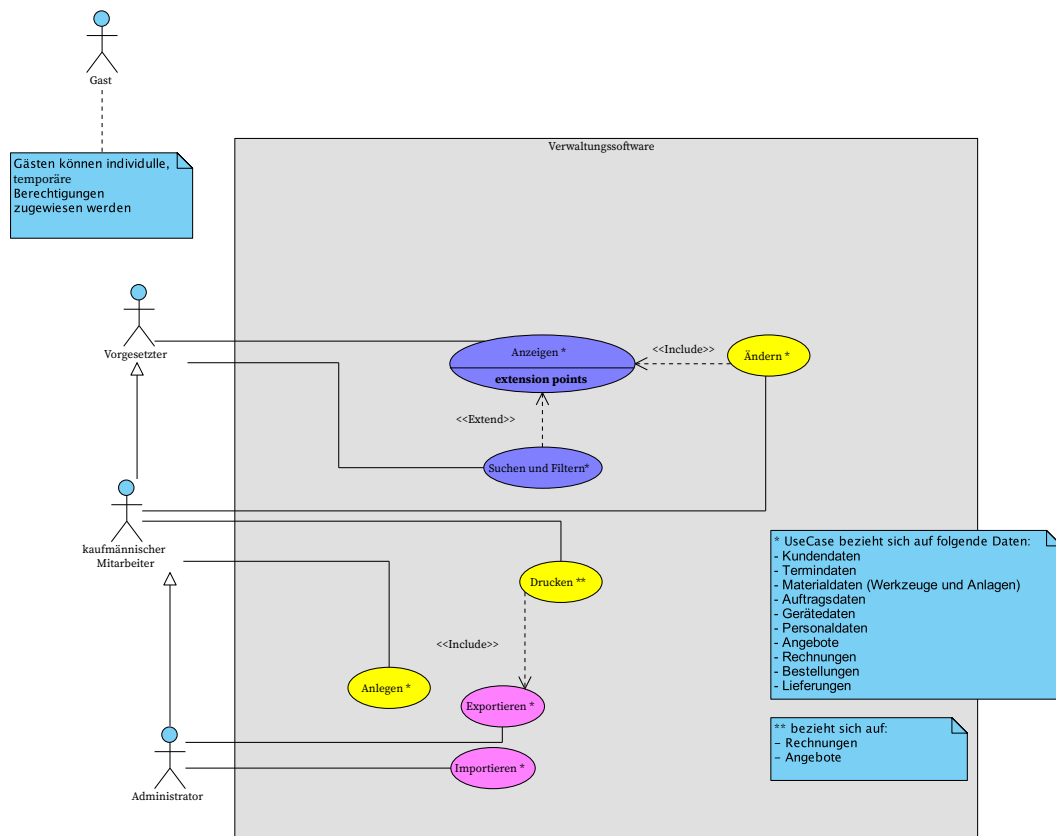 Gast
Gästen können individulle,
temporäre
Berechtigungen
zugewiesen werden
Verwaltungssoftware
Vorgesetzter
Anzeigen *
extension points
<<Include>>
Ändern *
<<Extend>>
Suchen und Filtern*
kaufmännischer
Mitarbeiter
Drucken **
<<Include>>
Anlegen *
Exportieren *
Importieren *
Administrator
* UseCase bezieht sich auf folgende Daten:
- Kundendaten
- Termindaten
- Materialdaten (Werkzeuge und Anlagen)
- Auftragsdaten
- Gerätedaten
- Personaldaten
- Angebote
- Rechnungen
- Bestellungen
- Lieferungen
** bezieht sich auf:
– Rechnungen
– Angebote